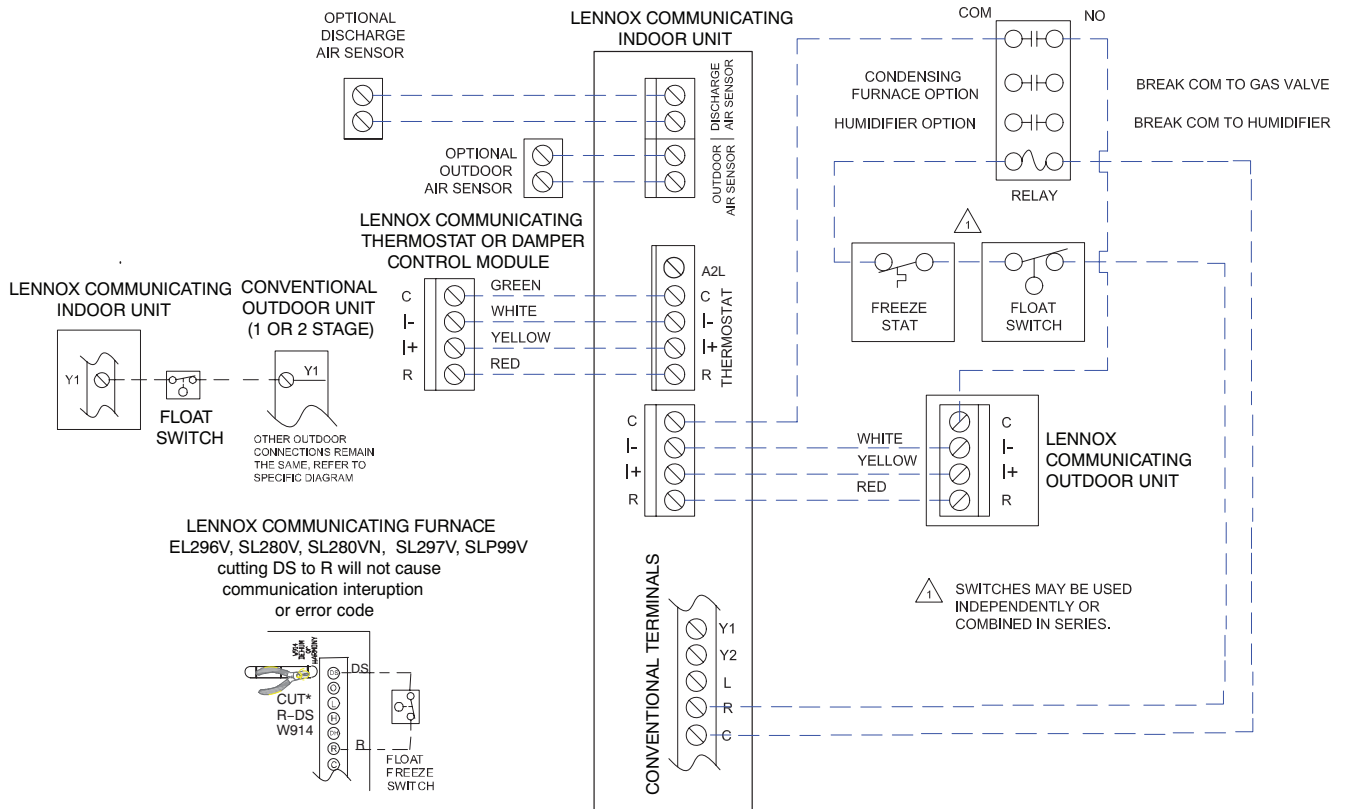 OPTIONAL
DISCHARGE
AIR SENSOR
LENNOX COMMUNICATING
INDOOR UNIT
DISCHARGE
AIR SENSOR
OPTIONAL
OUTDOOR
AIR SENSOR
OUTDOOR
AIR SENSOR
COM
NO
CONDENSING
FURNACE OPTION
BREAK COM TO GAS VALVE
HUMIDIFIER OPTION
BREAK COM TO HUMIDIFIER
RELAY
1
FREEZE
STAT
FLOAT
SWITCH
LENNOX COMMUNICATING
THERMOSTAT OR DAMPER
CONTROL MODULE
C
I-
I+
R
GREEN
WHITE
YELLOW
RED
A2L
C
I-
I+
R
THERMOSTAT
LENNOX COMMUNICATING
INDOOR UNIT
Y1
FLOAT
SWITCH
CONVENTIONAL
OUTDOOR UNIT
(1 OR 2 STAGE)
Y1
OTHER OUTDOOR
CONNECTIONS REMAIN
THE SAME, REFER TO
SPECIFIC DIAGRAM
C
I-
I+
R
WHITE
YELLOW
RED
C
I-
I+
R
LENNOX
COMMUNICATING
OUTDOOR UNIT
LENNOX COMMUNICATING FURNACE
EL296V, SL280V, SL280VN, SL297V, SLP99V
cutting DS to R will not cause
communication interuption
or error code
W914
DEHUM
OR
HARMONY
CUT*
R-DS
W914
DS
O
L
H
DH
R
C
DS
R
FLOAT
FREEZE
SWITCH
CONVENTIONAL TERMINALS
Y1
Y2
L
R
C
1
SWITCHES MAY BE USED
INDEPENDENTLY OR
COMBINED IN SERIES.